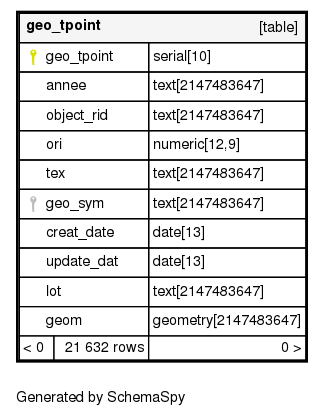 geo_tpoint [table]
geo_tpoint serial[10]
annee text[2147483647]
object_rid text[2147483647]
ori numeric[12,9]
tex text[2147483647]
geo_sym text[2147483647]
creat_date date[13]
update_dat date[13]
lot text[2147483647]
geom geometry[2147483647]
< 0 21 632 rows 0 >
Generated by SchemaSpy